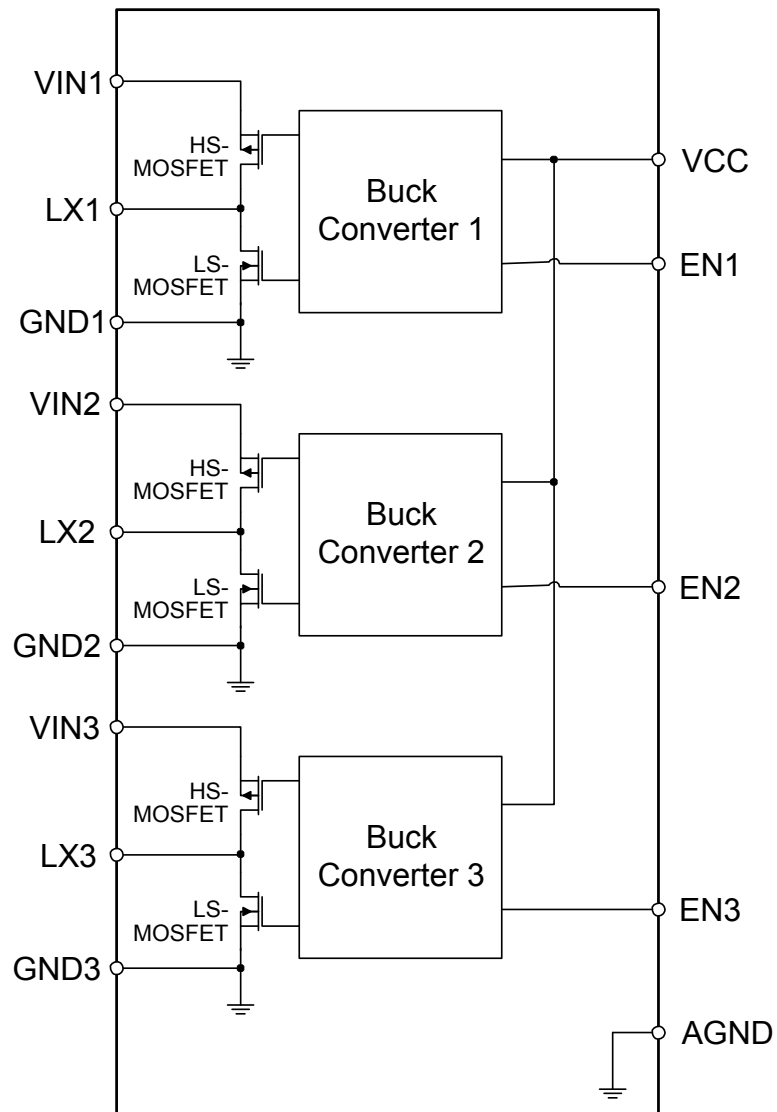 VIN1
HS-
MOSFET
LX1
LS-
MOSFET
GND1
Buck
Converter 1
VCC
EN1
VIN2
HS-
MOSFET
LX2
LS-
MOSFET
GND2
Buck
Converter 2
EN2
VIN3
HS-
MOSFET
LX3
LS-
MOSFET
GND3
Buck
Converter 3
EN3
AGND